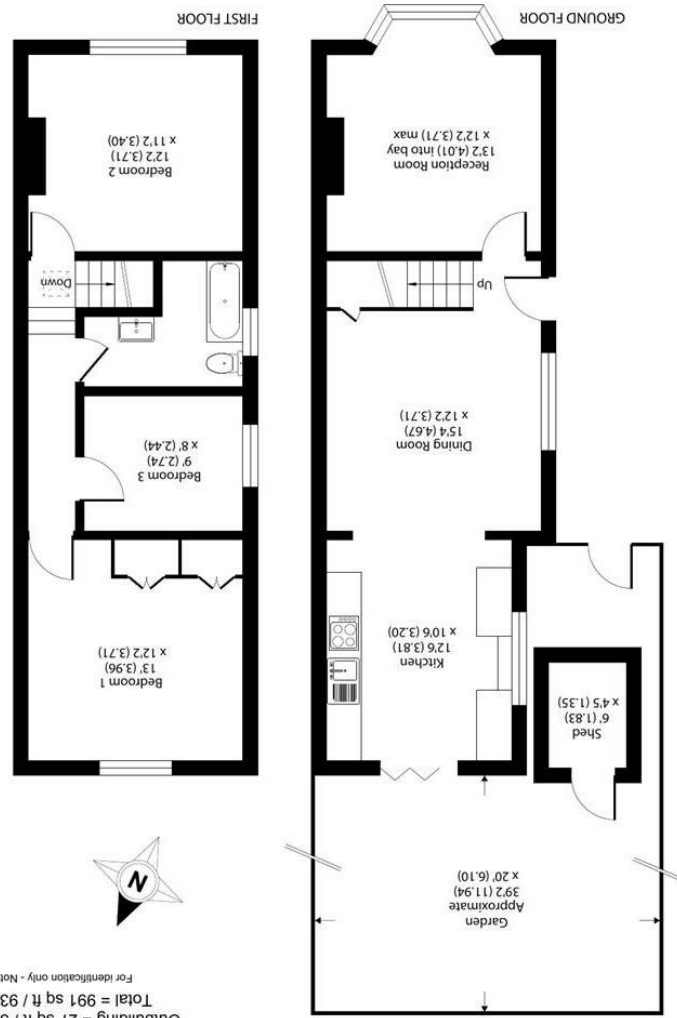 Outbuilding = 27 sq ft /
Total = 991 sq ft / 93
For identification only - Not
N
Garden
Approximate
39'2 (11.94)
x 20' (6.10)
Shed
6' (1.83)
x 4'5 (1.35)
Kitchen
12'6 (3.81)
x 10'6 (3.20)
Dining Room
15'4 (4.67)
x 12'2 (3.71)
Up
Reception Room
13'2 (4.01) into bay
x 12'2 (3.71) max
GROUND FLOOR
Bedroom 1
13' (3.96)
x 12'2 (3.71)
Bedroom 3
9' (2.74)
x 8' (2.44)
Down
Bedroom 2
12'2 (3.71)
x 11'2 (3.40)
FIRST FLOOR